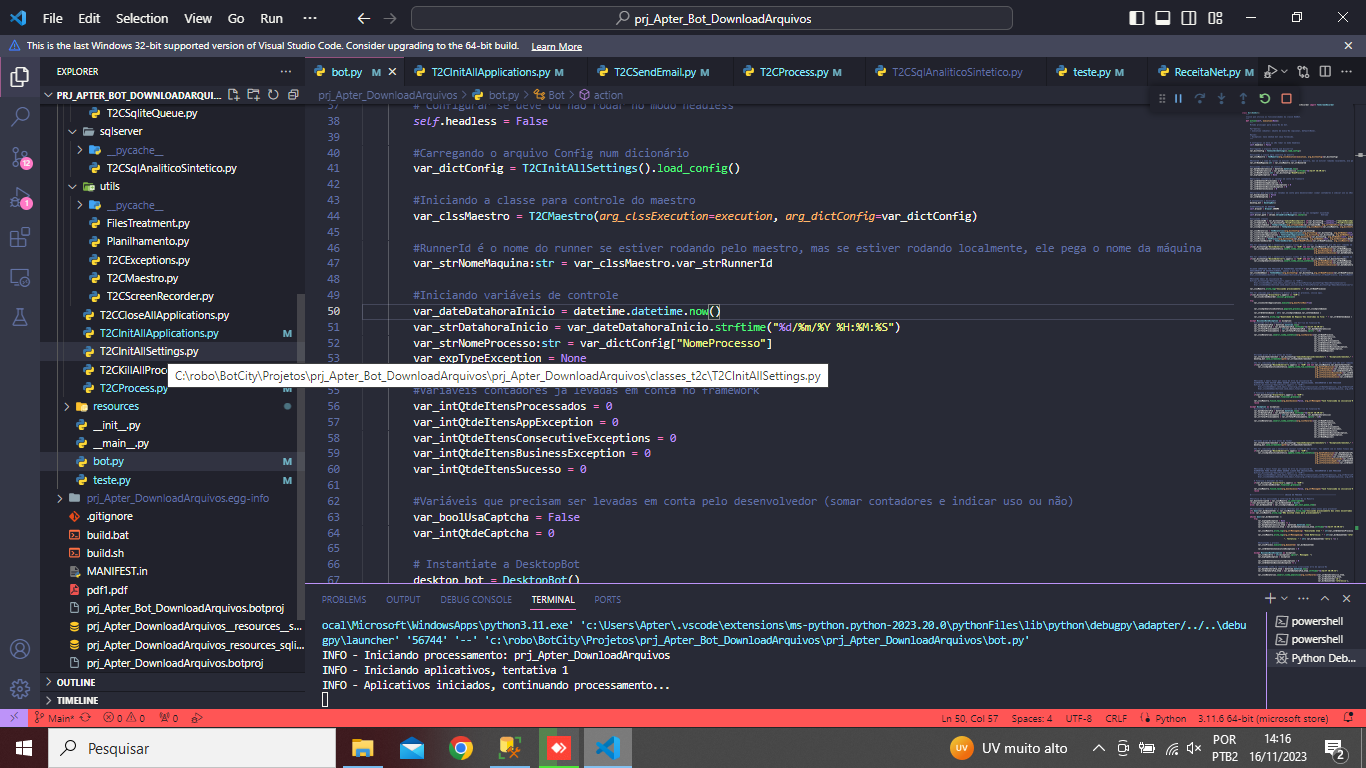 File Edit Selection View Go Run ··· prj_Apter_Bot_DownloadArquivos
This is the last Windows 32-bit supported version of Visual Studio Code. Consider upgrading to the 64-bit build. Learn More
EXPLORER
PRJ_APTER_BOT_DOWNLOADARQUI...
T2CSqliteQueue.py
sqlserver
__pycache__
T2CSqlAnaliticoSintetico.py
utils
__pycache__
FilesTreatment.py
Planilhamento.py
T2CExceptions.py
T2CMaestro.py
T2CScreenRecorder.py
T2CCloseAllApplications.py
T2CInitAllApplications.py M
T2CInitAllSettings.py
T2CKillAllProc
T2CProcess.py M
resources
__init__.py
__main__.py
bot.py M
teste.py M
prj_Apter_DownloadArquivos.egg-info
.gitignore
build.bat
build.sh
MANIFEST.in
pdf1.pdf
prj_Apter_Bot_DownloadArquivos.botproj
prj_Apter_DownloadArquivos__resources__s...
prj_Apter_DownloadArquivos_resources_sqli...
prj_Apter_DownloadArquivos.botproj
OUTLINE
TIMELINE
bot.py M T2CInitAllApplications.py M T2CSendEmail.py M T2CProcess.py M T2CSqlAnaliticoSintetico.py teste.py M ReceitaNet.py M
prj_Apter_DownloadArquivos > bot.py > Bot > action
37 # Configurar se deve ou não rodar no modo headless
38 self.headless = False
39
40 #Carregando o arquivo Config num dicionário
41 var_dictConfig = T2CInitAllSettings().load_config()
42
43 #Iniciando a classe para controle do maestro
44 var_clssMaestro = T2CMaestro(arg_clssExecution=execution, arg_dictConfig=var_dictConfig)
45
46 #RunnerId é o nome do runner se estiver rodando pelo maestro, mas se estiver rodando localmente, ele pega o nome da máquina
47 var_strNomeMaquina:str = var_clssMaestro.var_strRunnerId
48
49 #Iniciando variáveis de controle
50 var_dateDatahoraInicio = datetime.datetime.now()
51 var_strDatahoraInicio = var_dateDatahoraInicio.strftime("%d/%m/%Y %H:%M:%S")
52 var_strNomeProcesso:str = var_dictConfig["NomeProcesso"]
53 var_expTypeException = None
C:\robo\BotCity\Projetos\prj_Apter_Bot_DownloadArquivos\prj_Apter_DownloadArquivos\classes_t2c\T2CInitAllSettings.py
55 #Variáveis contadores já levadas em conta no framework
56 var_intQtdeItensProcessados = 0
57 var_intQtdeItensAppException = 0
58 var_intQtdeItensConsecutiveExceptions = 0
59 var_intQtdeItensBusinessException = 0
60 var_intQtdeItensSucesso = 0
61
62 #Variáveis que precisam ser levadas em conta pelo desenvolvedor (somar contadores e indicar uso ou não)
63 var_boolUsaCaptcha = False
64 var_intQtdeCaptcha = 0
65
66 # Instantiate a DesktopBot
67 desktop_bot = DesktopBot()
PROBLEMS OUTPUT DEBUG CONSOLE TERMINAL PORTS
ocal\Microsoft\WindowsApps\python3.11.exe' 'c:\Users\Apter\.vscode\extensions\ms-python.python-2023.20.0\pythonFiles\lib\python\debugpy\adapter/../..\debu
gpy\launcher' '56744' '--' 'c:\robo\BotCity\Projetos\prj_Apter_Bot_DownloadArquivos\prj_Apter_DownloadArquivos\bot.py'
INFO - Iniciando processamento: prj_Apter_DownloadArquivos
INFO - Iniciando aplicativos, tentativa 1
INFO - Aplicativos iniciados, continuando processamento...
powershell
powershell
Python Deb...
12
1
Main* 0 0 0 Ln 50, Col 57 Spaces: 4 UTF-8 CRLF Python 3.11.6 64-bit (microsoft store)
Pesquisar
UV UV muito alto
POR
PTB2
14:16
16/11/2023
2